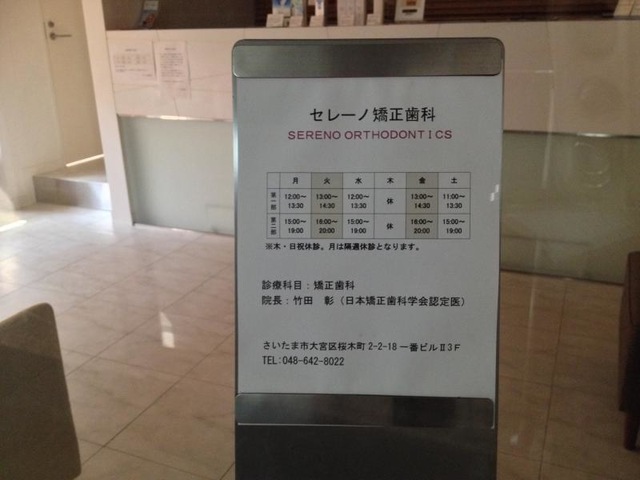 セレーノ矯正歯科
SERENO ORTHODONTICS
月 火 水 木 金 土
第一部 12:00〜13:30 13:00〜14:30 12:00〜13:30 休 13:00〜14:30 11:00〜13:30
第二部 15:00〜19:00 16:00〜20:00 15:00〜19:00 休 16:00〜20:00 15:00〜19:00
※木・日祝休診。月は隔週休診となります。
診療科目：矯正歯科
院長：竹田　彰（日本矯正歯科学会認定医）
さいたま市大宮区桜木町2-2-18 一番ビルⅡ3F
TEL:048-642-8022